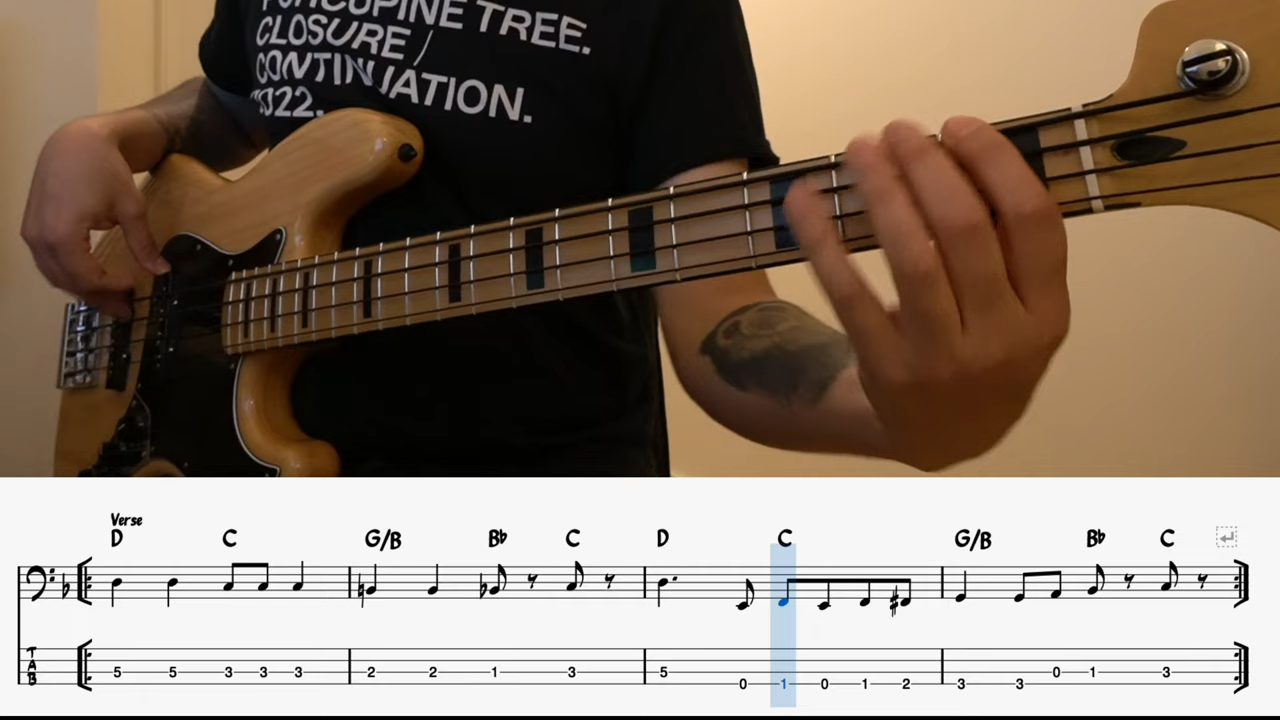 PORCUPINE TREE.
CLOSURE /
CONTINUATION.
2022.
Verse
D C G/B B♭ C D C G/B B♭ C
T
A
B
5 5 3 3 3 2 2 1 3 5 0 1 0 1 2 3 3 0 1 3